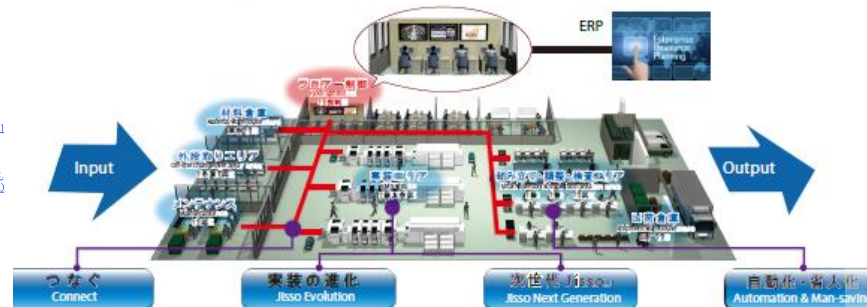 ERP
Enterprise
Resource
Planning
フロアー制御
材料倉庫
外段取りエリア
メンテナンス
実装エリア
組み立て・調整・検査エリア
出荷倉庫
Input
Output
つなぐ
Connect
実装の進化
Jisso Evolution
次世代Jisso
Jisso Next Generation
自動化・省人化
Automation & Man-savin